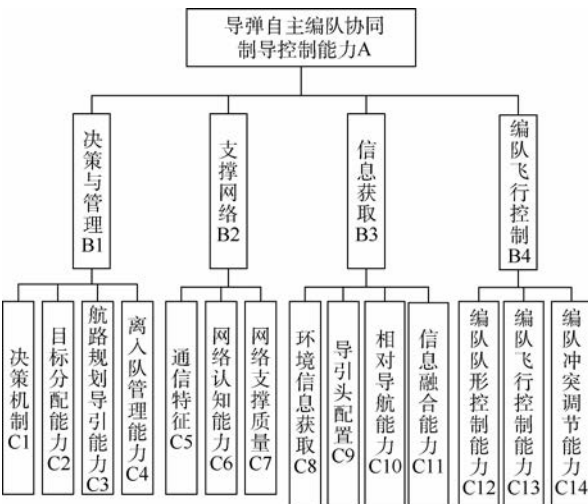 导弹自主编队协同
制导控制能力A
决策与管理B1
支撑网络B2
信息获取B3
编队飞行控制B4
决策机制C1
目标分配能力C2
航路规划导引能力C3
离入队管理能力C4
通信特征C5
网络认知能力C6
网络支撑质量C7
环境信息获取C8
导引头配置C9
相对导航能力C10
信息融合能力C11
编队队形控制能力C12
编队飞行控制能力C13
编队冲突调节能力C14